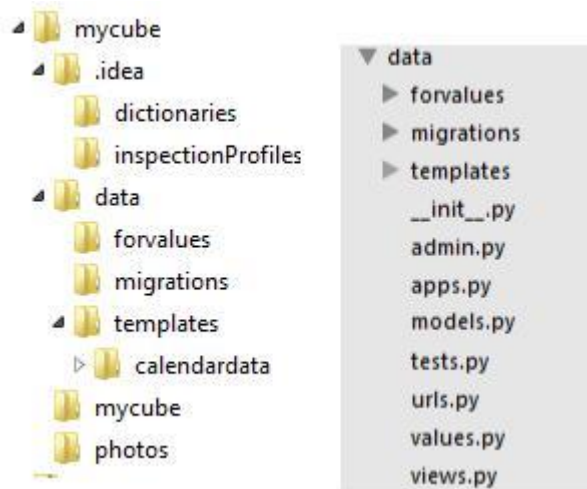 mycube
.idea
dictionaries
inspectionProfiles
data
forvalues
migrations
templates
calendardata
mycube
photos
data
forvalues
migrations
templates
__init__.py
admin.py
apps.py
models.py
tests.py
urls.py
values.py
views.py